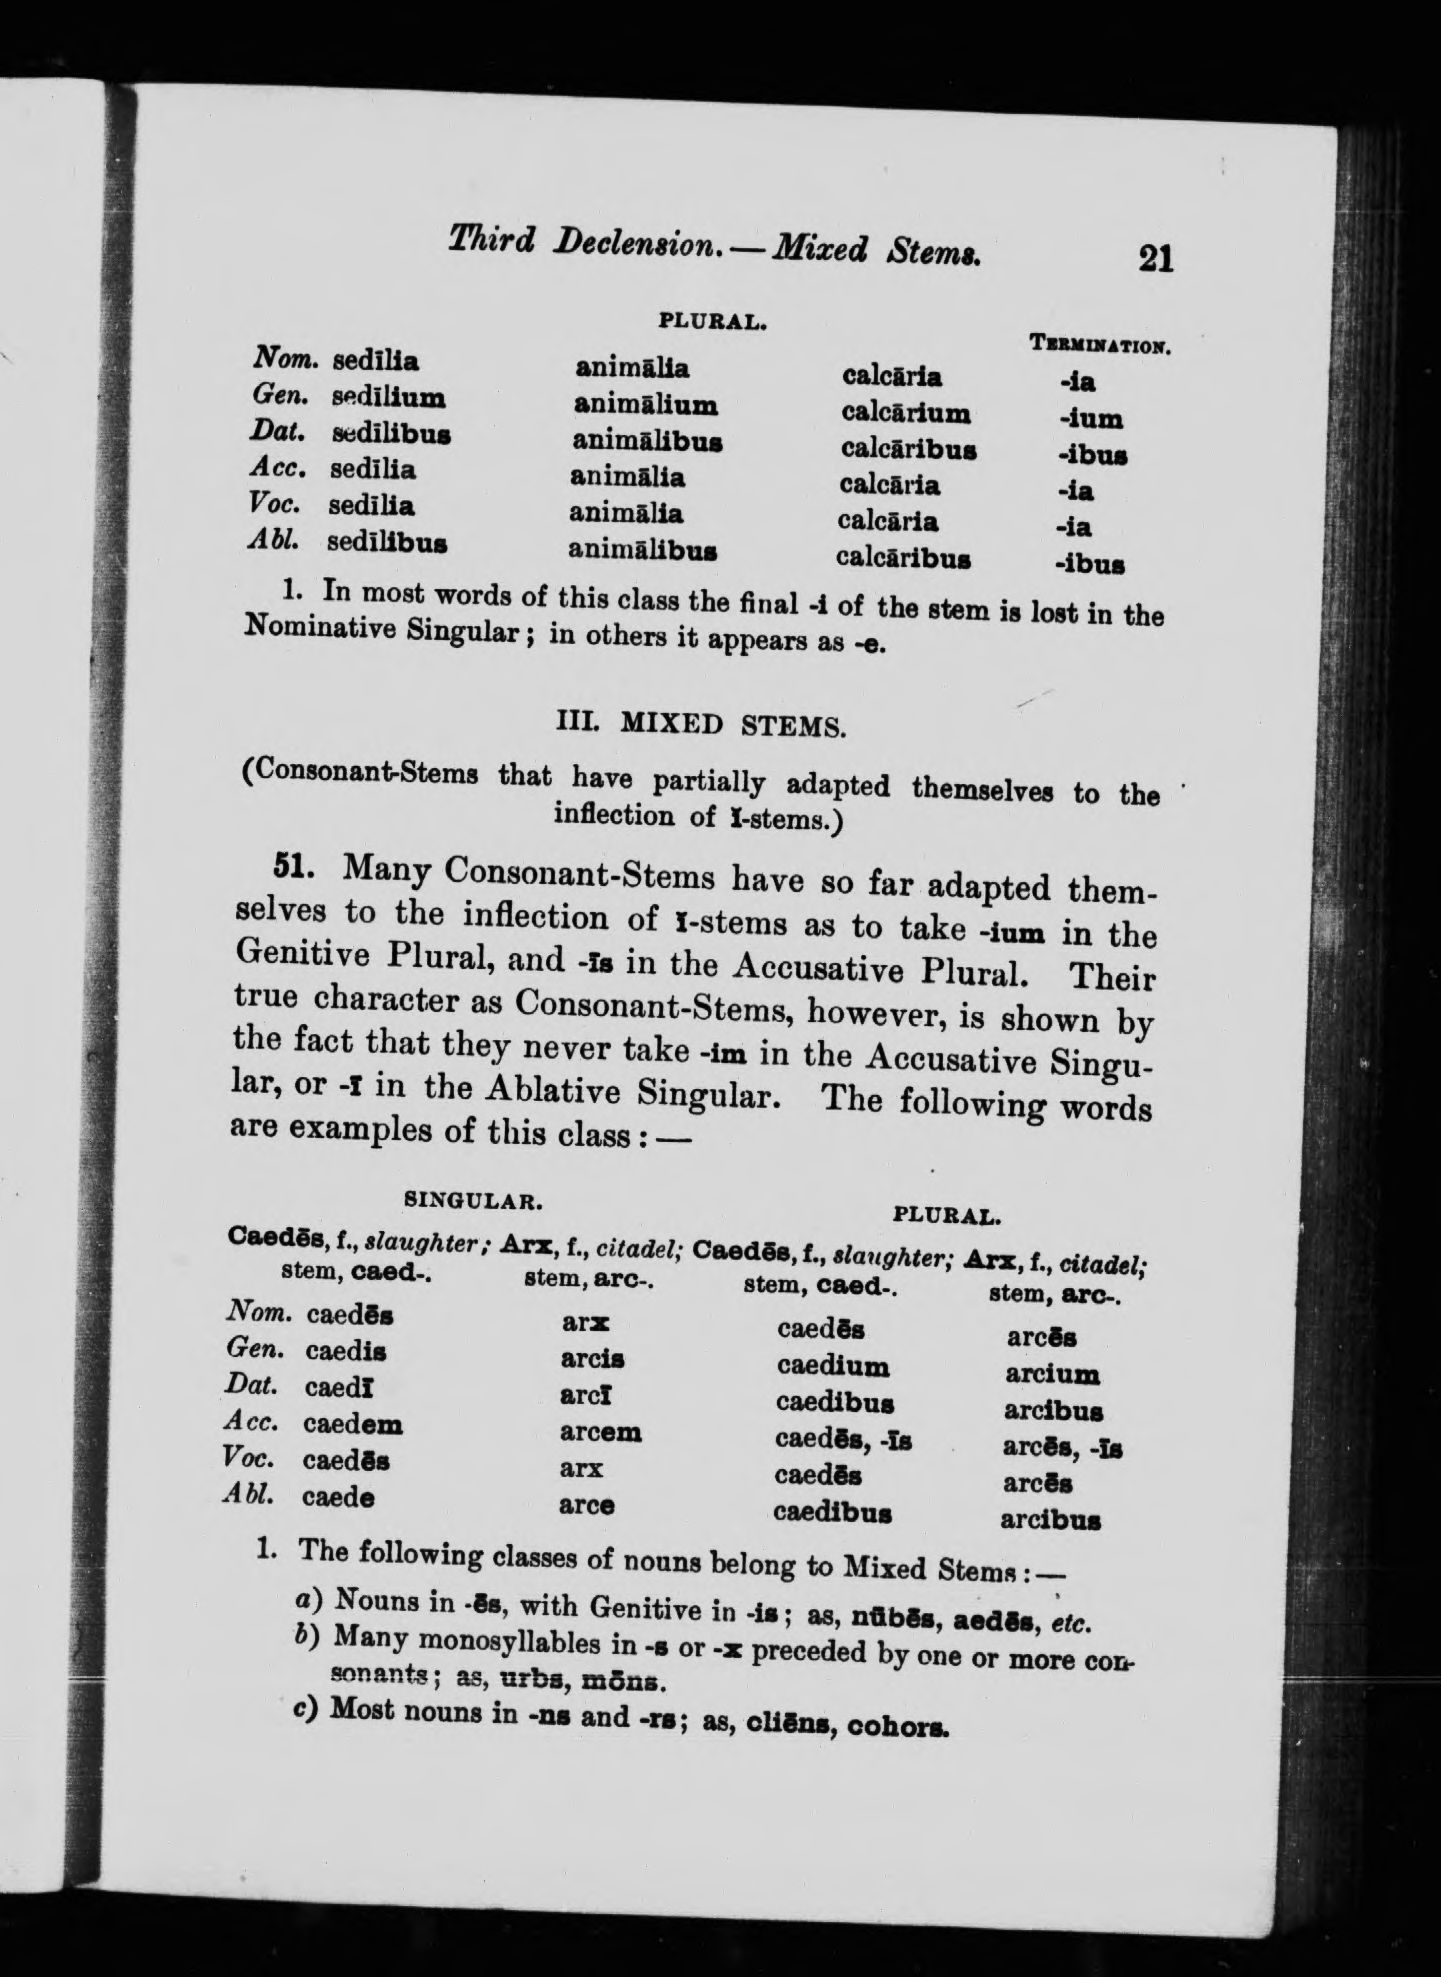 Third Declension. — Mixed Stems. 21
PLURAL.
TERMINATION.
Nom. sedīlia animālia calcāria -ia
Gen. sedīlium animālium calcārium -ium
Dat. sedīlibus animālibus calcāribus -ibus
Acc. sedīlia animālia calcāria -ia
Voc. sedīlia animālia calcāria -ia
Abl. sedīlibus animālibus calcāribus -ibus
1. In most words of this class the final -i of the stem is lost in the
Nominative Singular; in others it appears as -e.
III. MIXED STEMS.
(Consonant-Stems that have partially adapted themselves to the
inflection of ĭ-stems.)
51. Many Consonant-Stems have so far adapted them-
selves to the inflection of ĭ-stems as to take -ium in the
Genitive Plural, and -īs in the Accusative Plural. Their
true character as Consonant-Stems, however, is shown by
the fact that they never take -im in the Accusative Singu-
lar, or -ī in the Ablative Singular. The following words
are examples of this class: —
SINGULAR. PLURAL.
Caedēs, f., slaughter; Arx, f., citadel; Caedēs, f., slaughter; Arx, f., citadel;
stem, caed-. stem, arc-. stem, caed-. stem, arc-.
Nom. caedēs arx caedēs arcēs
Gen. caedis arcis caedium arcium
Dat. caedī arcī caedibus arcibus
Acc. caedem arcem caedēs, -īs arcēs, -īs
Voc. caedēs arx caedēs arcēs
Abl. caede arce caedibus arcibus
1. The following classes of nouns belong to Mixed Stems: —
a) Nouns in -ēs, with Genitive in -is; as, nūbēs, aedēs, etc.
b) Many monosyllables in -s or -x preceded by one or more con-
sonants; as, urbs, mōns.
c) Most nouns in -ns and -rs; as, cliēns, cohors.